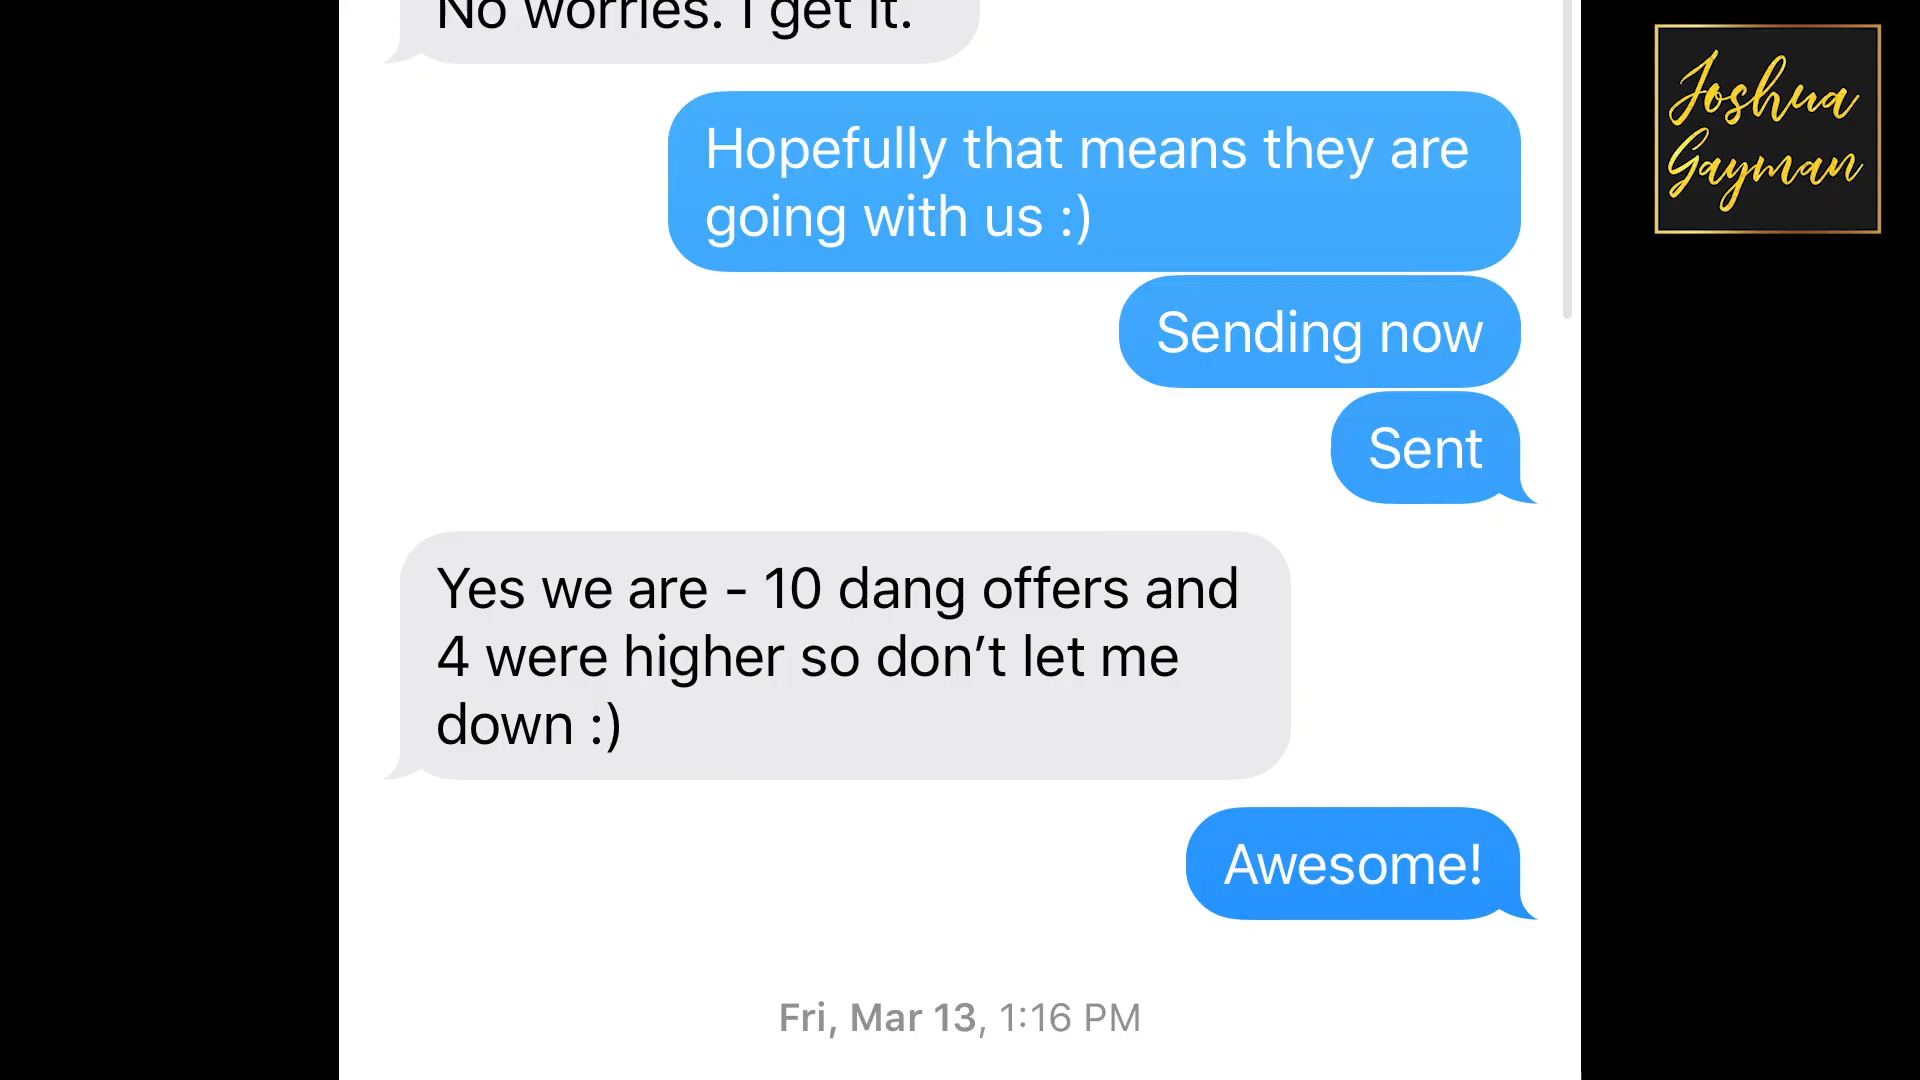 No worries. I get it.
Hopefully that means they are
going with us :)
Sending now
Sent
Yes we are - 10 dang offers and
4 were higher so don’t let me
down :)
Awesome!
Fri, Mar 13, 1:16 PM
Joshua
Gayman